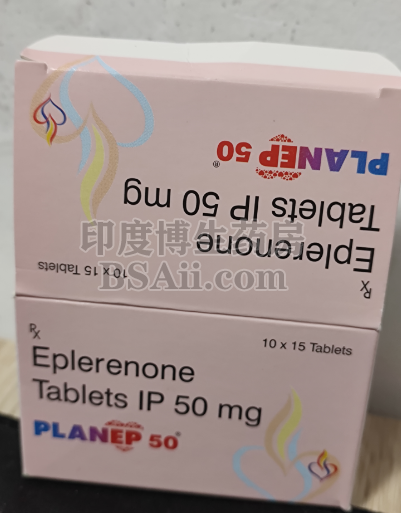 PLANEP 50®
Eplerenone
Tablets IP 50 mg
10 x 15 Tablets
Rx
印度博生药房
BSAii.com
Rx
10 x 15 Tablets
Eplerenone
Tablets IP 50 mg
PLANEP 50®